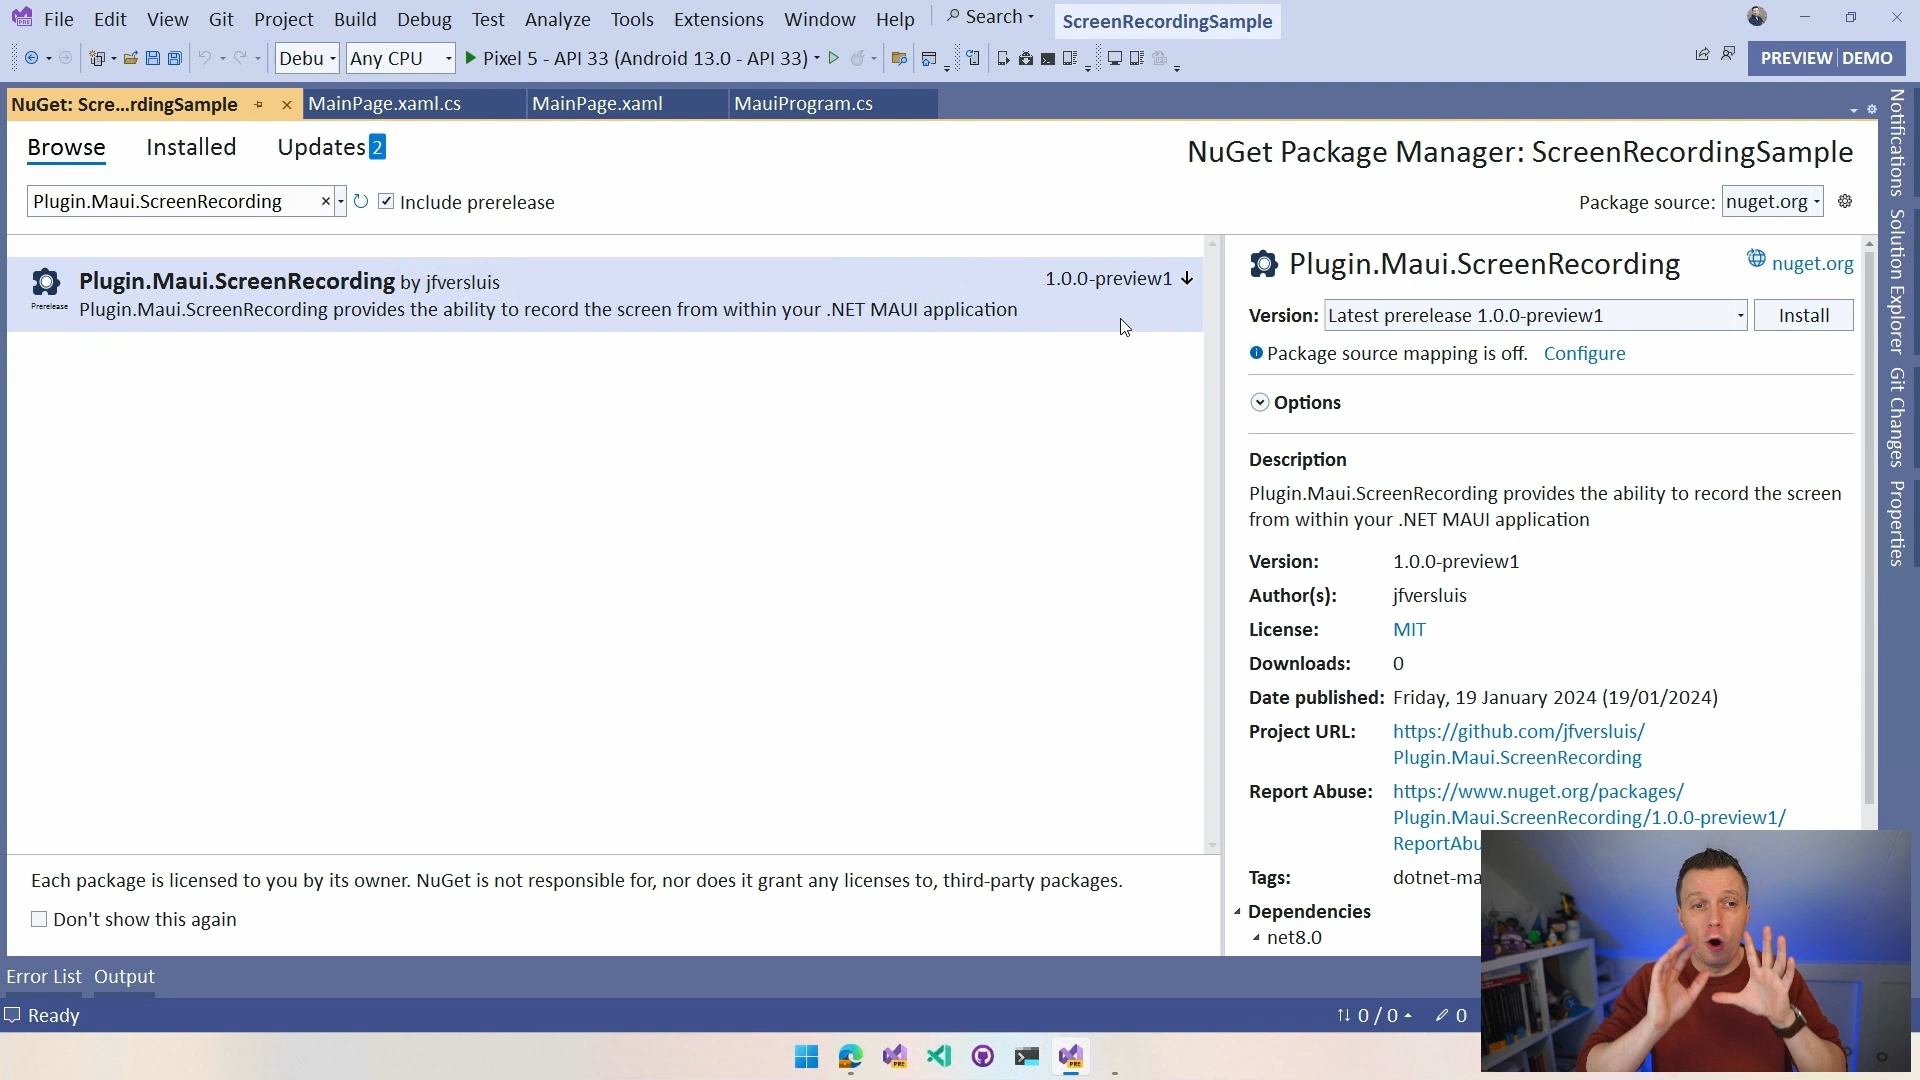 File Edit View Git Project Build Debug Test Analyze Tools Extensions Window Help Search ScreenRecordingSample
Debu Any CPU Pixel 5 - API 33 (Android 13.0 - API 33) PREVIEW DEMO
NuGet: Scre...rdingSample MainPage.xaml.cs MainPage.xaml MauiProgram.cs
Browse Installed Updates 2
NuGet Package Manager: ScreenRecordingSample
Plugin.Maui.ScreenRecording Include prerelease
Package source: nuget.org
Plugin.Maui.ScreenRecording by jfversluis 1.0.0-preview1
Prerelease
Plugin.Maui.ScreenRecording provides the ability to record the screen from within your .NET MAUI application
Plugin.Maui.ScreenRecording nuget.org
Version: Latest prerelease 1.0.0-preview1 Install
Package source mapping is off. Configure
Options
Description
Plugin.Maui.ScreenRecording provides the ability to record the screen
from within your .NET MAUI application
Version: 1.0.0-preview1
Author(s): jfversluis
License: MIT
Downloads: 0
Date published: Friday, 19 January 2024 (19/01/2024)
Project URL: https://github.com/jfversluis/
Plugin.Maui.ScreenRecording
Report Abuse: https://www.nuget.org/packages/
Plugin.Maui.ScreenRecording/1.0.0-preview1/
ReportAbu
Tags: dotnet-ma
Dependencies
net8.0
Notifications
Solution Explorer
Git Changes
Properties
Each package is licensed to you by its owner. NuGet is not responsible for, nor does it grant any licenses to, third-party packages.
Don't show this again
Error List Output
Ready 0 / 0 0
PRE PRE